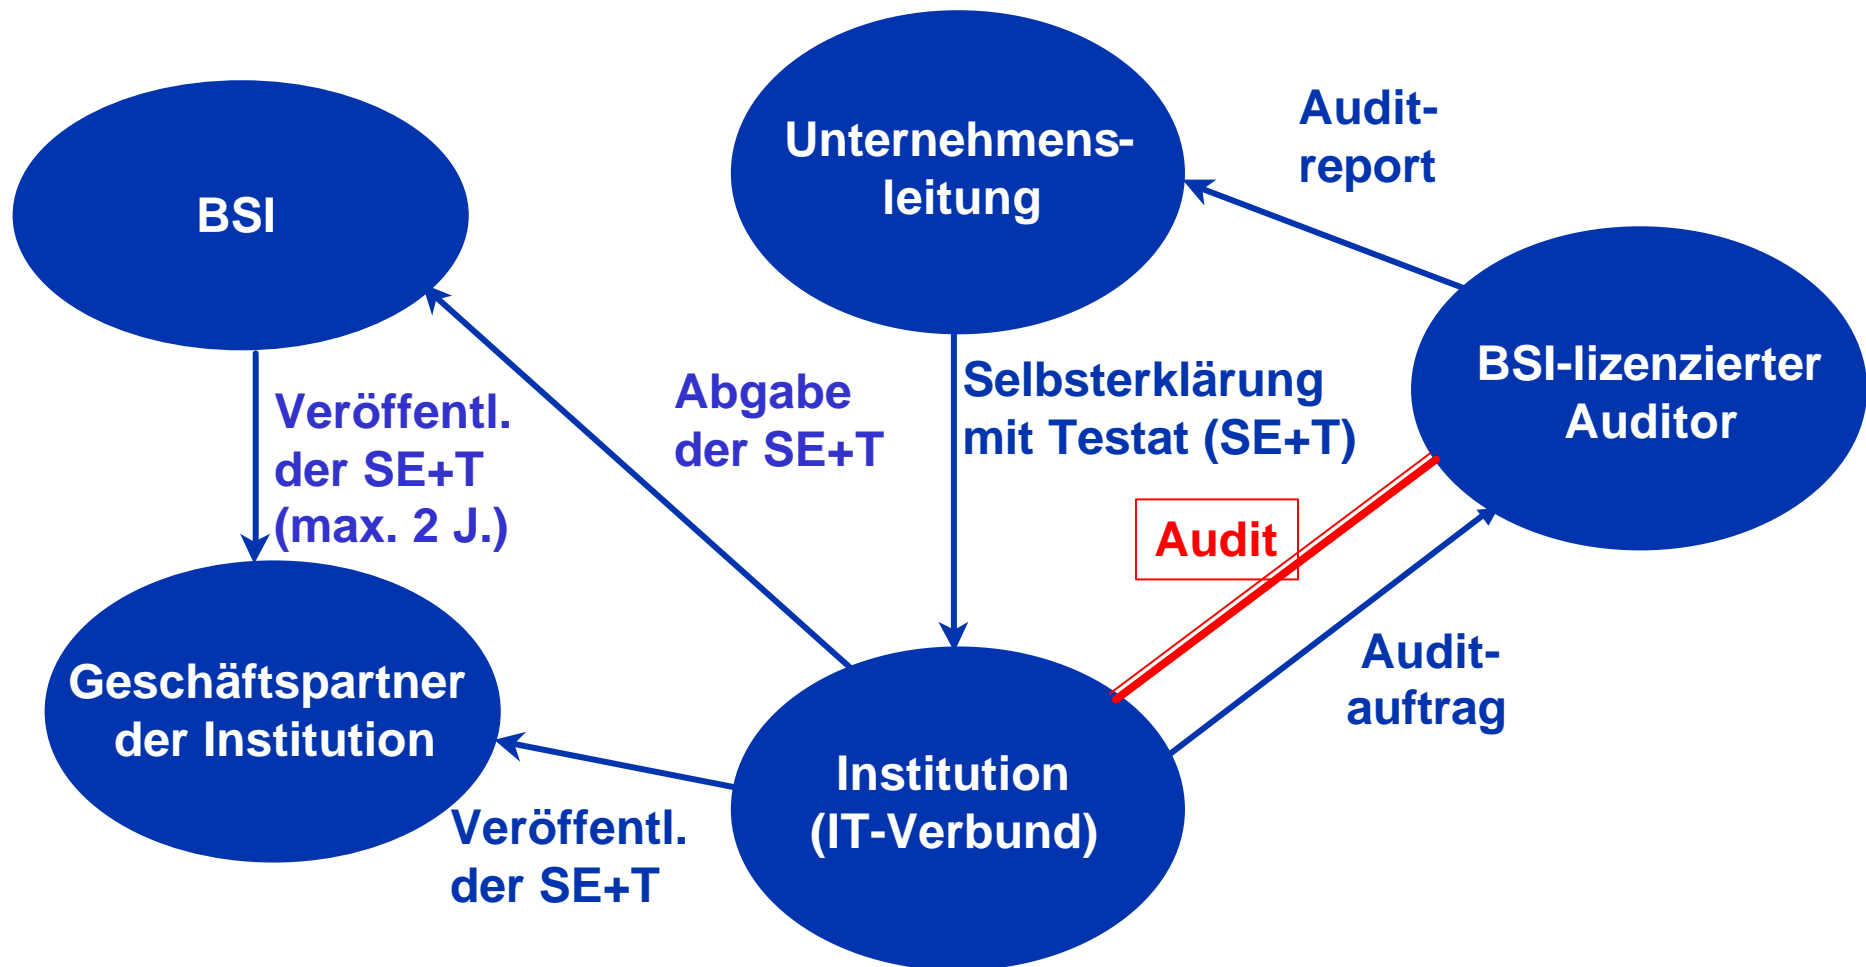 BSI
Unternehmens-
leitung
Audit-
report
BSI-lizenzierter
Auditor
Veröffentl.
der SE+T
(max. 2 J.)
Abgabe
der SE+T
Selbsterklärung
mit Testat (SE+T)
Audit
Audit-
auftrag
Geschäftspartner
der Institution
Veröffentl.
der SE+T
Institution
(IT-Verbund)